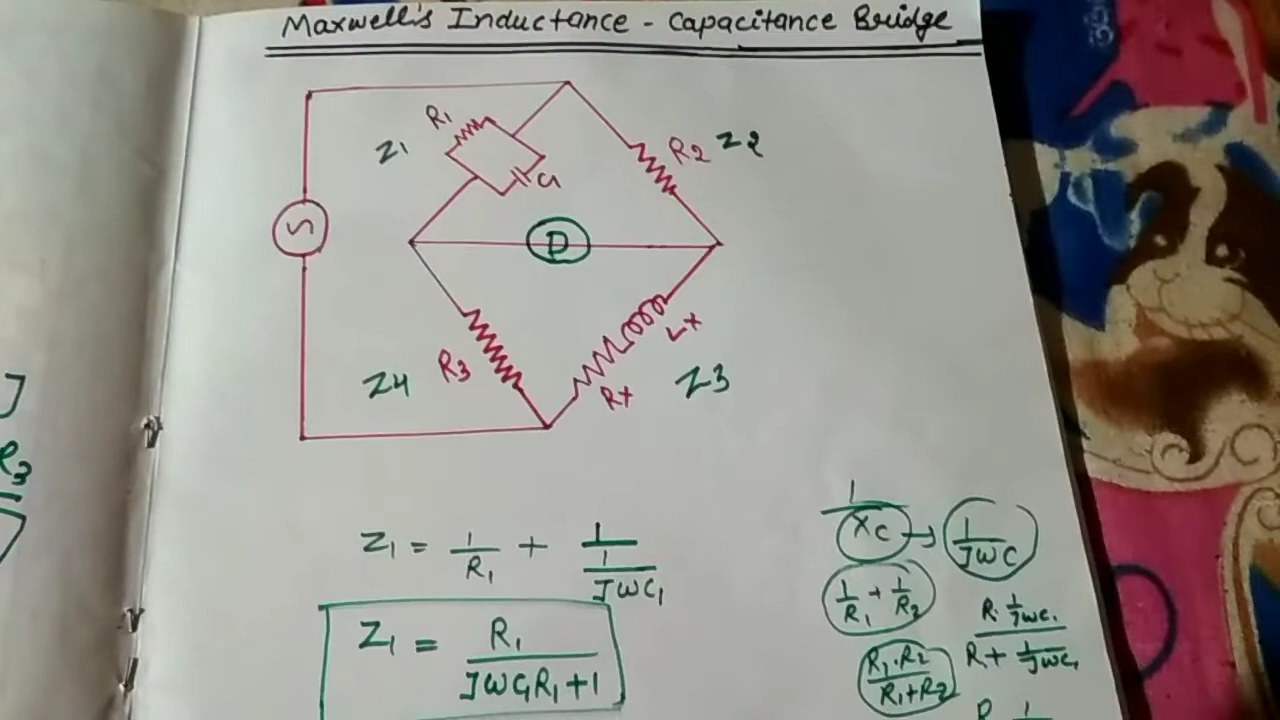 Maxwell's Inductance - Capacitance Bridge
R1
Z1
C1
R2 Z2
D
Lx
R3
Rx
Z4
Z3
R3
Z1 = 1/R1 + 1/(1/JWC1)
Z1 = R1/(JWC1R1+1)
1/XC → 1/JWC
1/R1 + 1/R2
R1.R2/(R1+R2)
R.1/JWC1/(R+1/JWC1)
R 1